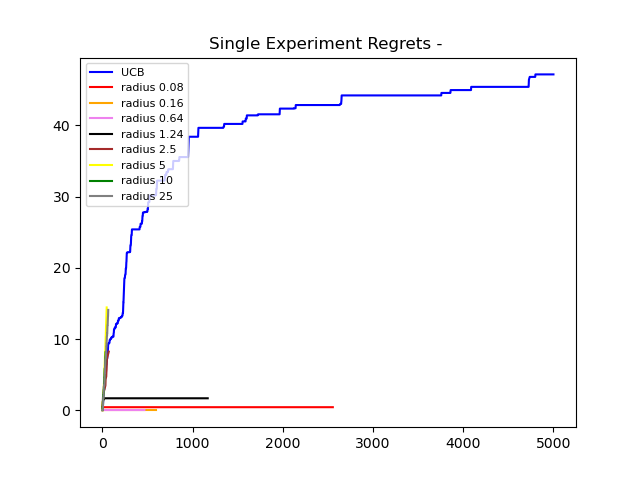 Single Experiment Regrets -
UCB
radius 0.08
radius 0.16
radius 0.64
radius 1.24
radius 2.5
radius 5
radius 10
radius 25
40
30
20
10
0
0 1000 2000 3000 4000 5000